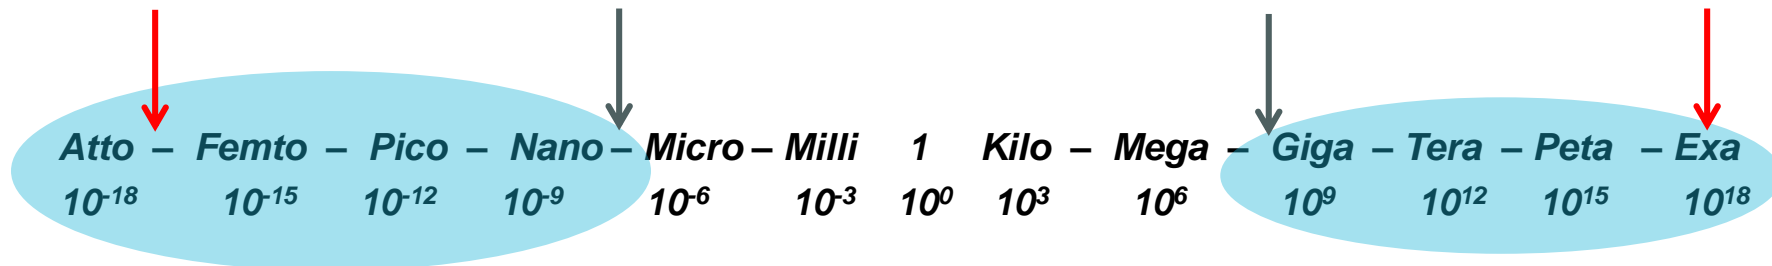 Atto – Femto – Pico – Nano – Micro – Milli 1 Kilo – Mega – Giga – Tera – Peta – Exa
10⁻¹⁸ 10⁻¹⁵ 10⁻¹² 10⁻⁹ 10⁻⁶ 10⁻³ 10⁰ 10³ 10⁶ 10⁹ 10¹² 10¹⁵ 10¹⁸